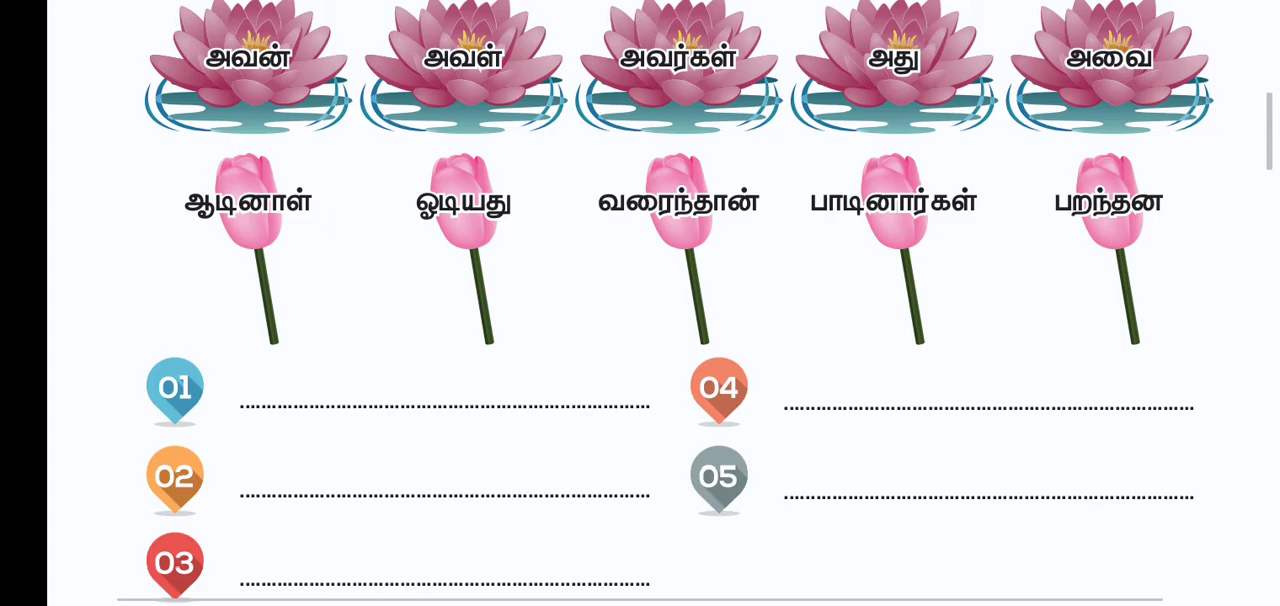 அவன் அவள் அவர்கள் அது அவை
ஆடினாள் ஓடியது வரைந்தான் பாடினார்கள் பறந்தன
01 04
02 05
03